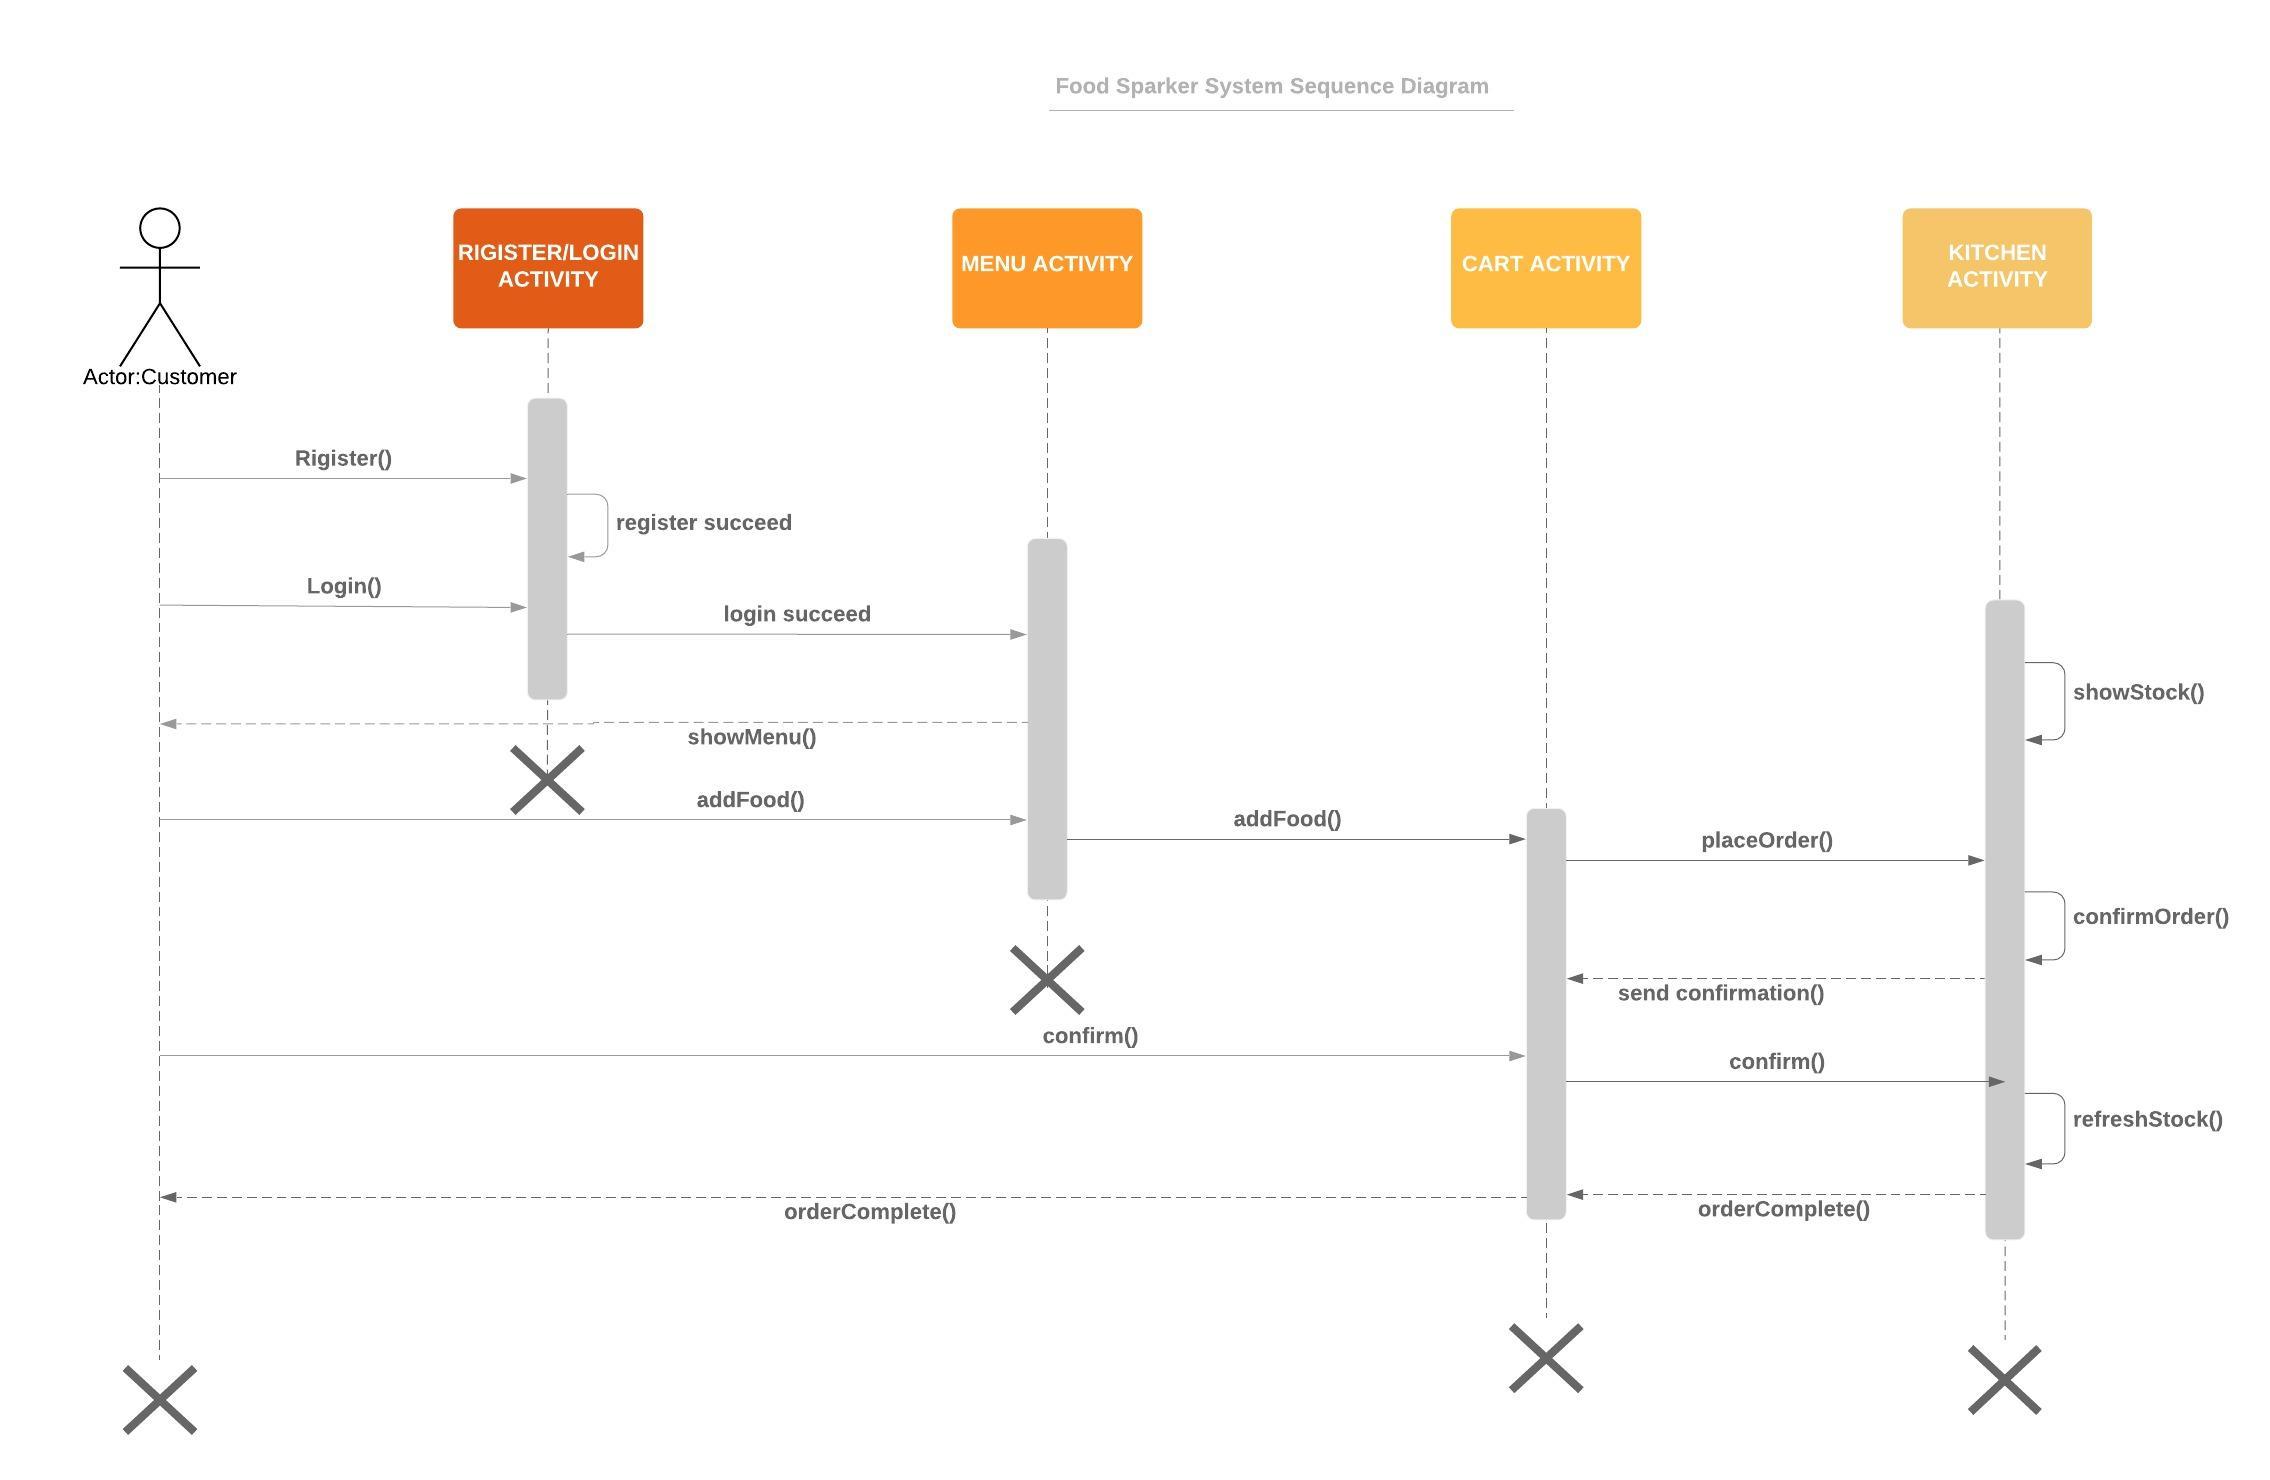 Food Sparker System Sequence Diagram
RIGISTER/LOGIN
ACTIVITY
MENU ACTIVITY
CART ACTIVITY
KITCHEN
ACTIVITY
Actor:Customer
Rigister()
register succeed
Login()
login succeed
showStock()
showMenu()
addFood()
addFood()
placeOrder()
confirmOrder()
send confirmation()
confirm()
confirm()
refreshStock()
orderComplete()
orderComplete()